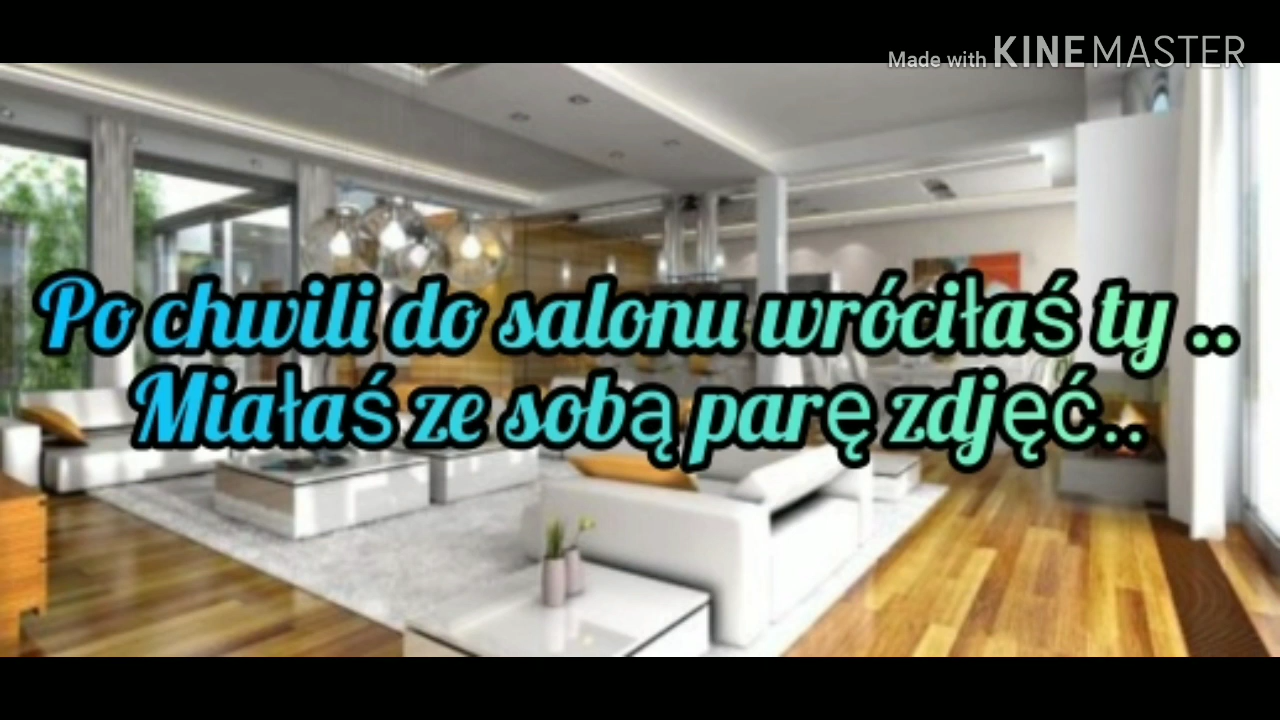 Made with KINEMASTER
Po chwili do salonu wróciłaś ty ..
Miałaś ze sobą parę zdjęć..